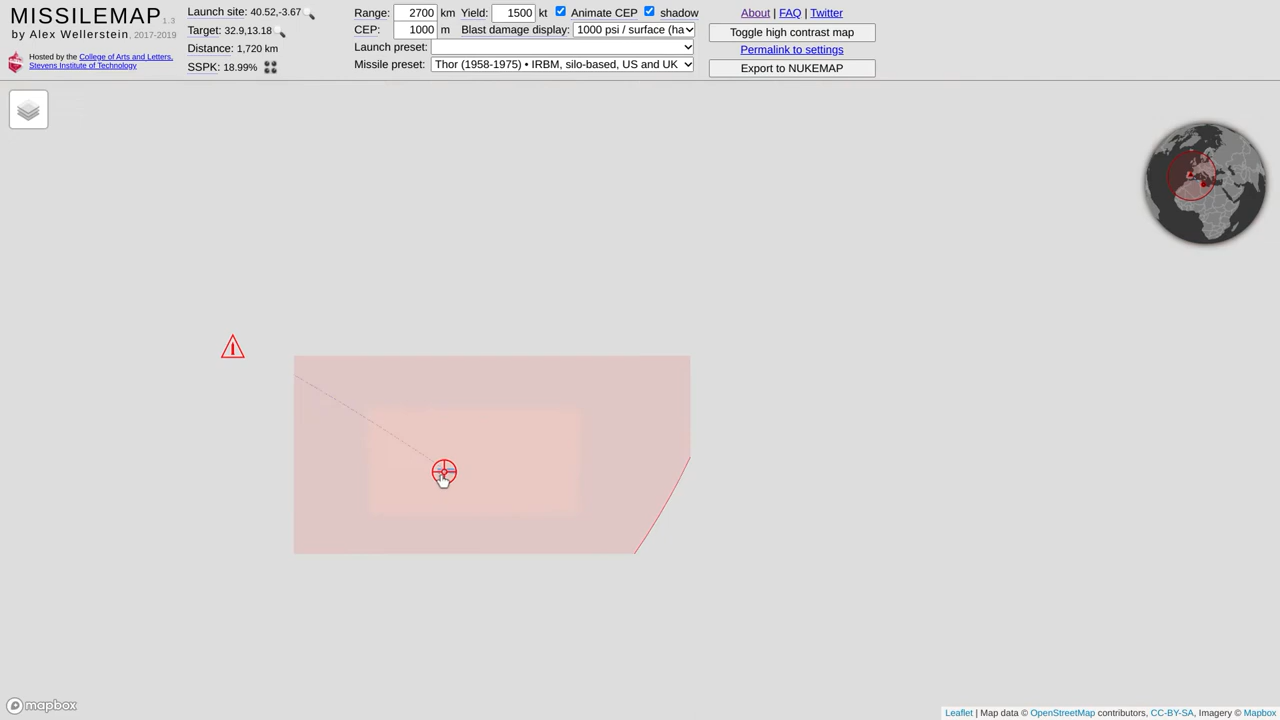 MISSILEMAP 1.3
by Alex Wellerstein, 2017-2019
Hosted by the College of Arts and Letters,
Stevens Institute of Technology
Launch site: 40.52,-3.67
Target: 32.9,13.18
Distance: 1,720 km
SSPK: 18.99%
Range: 2700 km Yield: 1500 kt Animate CEP shadow
CEP: 1000 m Blast damage display: 1000 psi / surface (ha
Launch preset:
Missile preset: Thor (1958-1975) • IRBM, silo-based, US and UK
About | FAQ | Twitter
Toggle high contrast map
Permalink to settings
Export to NUKEMAP
mapbox
Leaflet | Map data © OpenStreetMap contributors, CC-BY-SA, Imagery © Mapbox